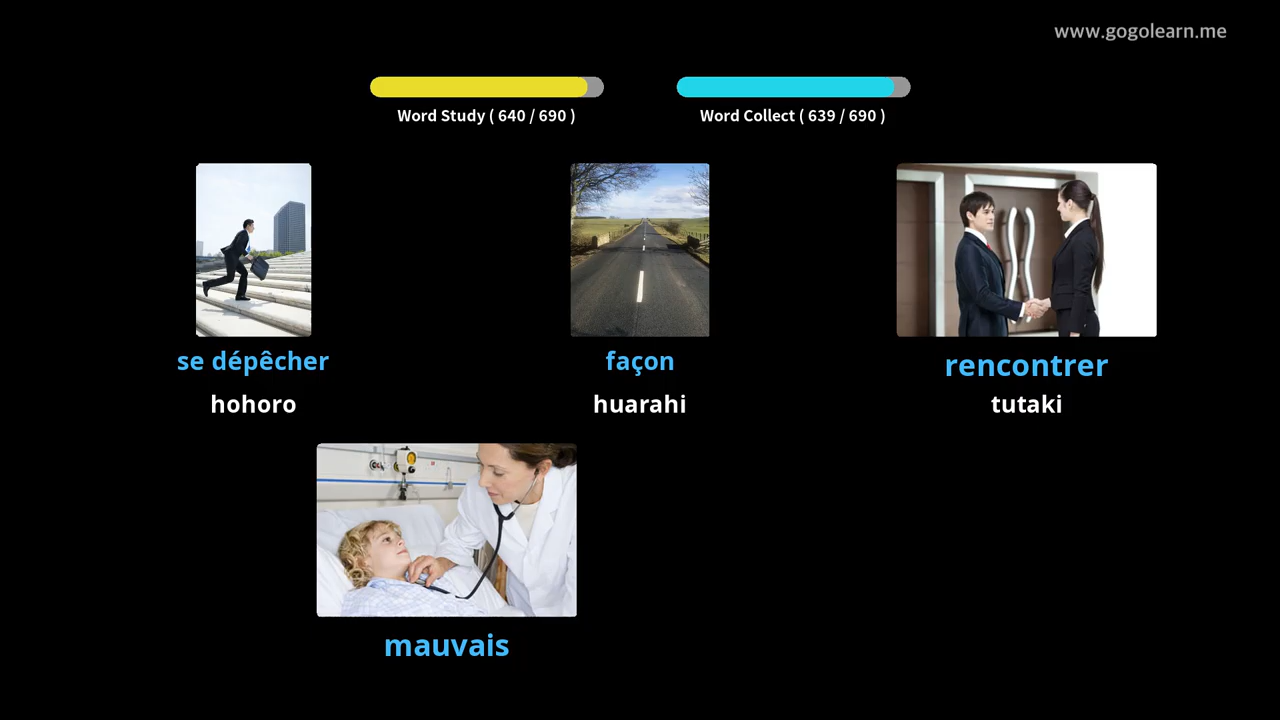 www.gogolearn.me
Word Study ( 640 / 690 )
Word Collect ( 639 / 690 )
se dépêcher
façon
rencontrer
hohoro
huarahi
tutaki
mauvais